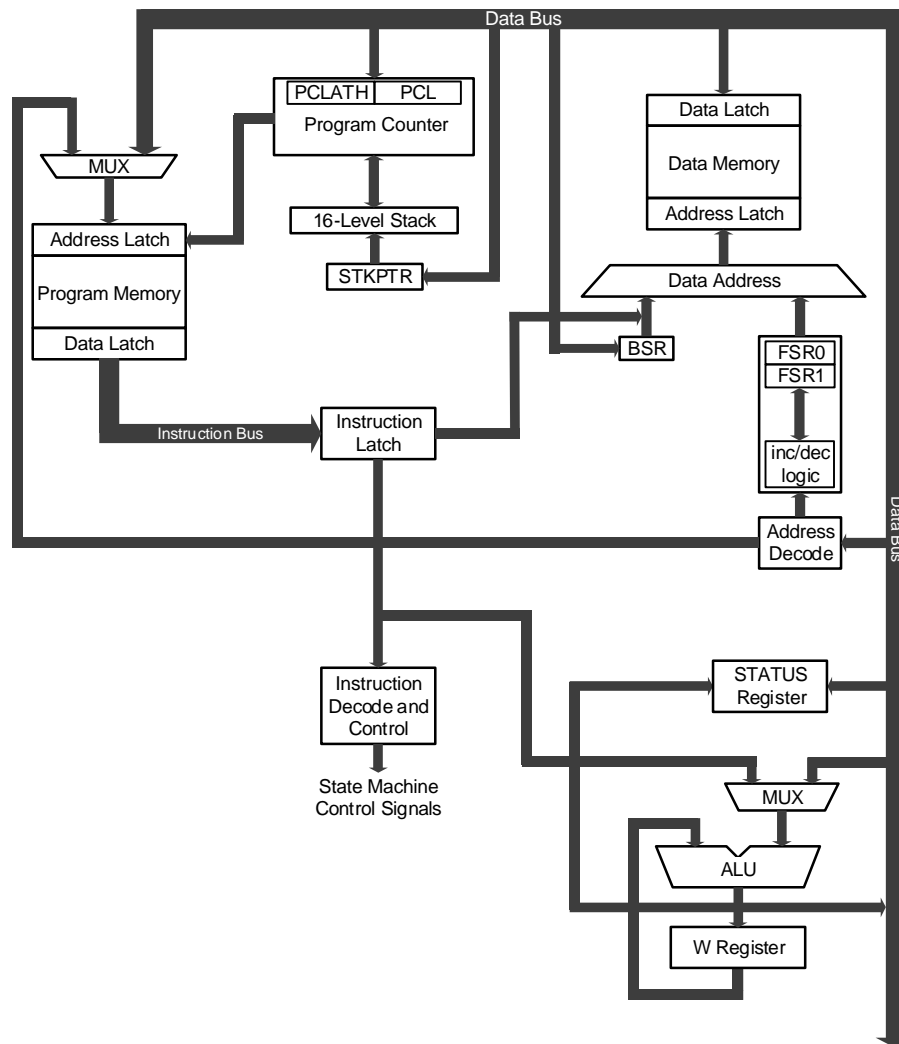 Data Bus
PCLATH PCL
Program Counter
Data Latch
Data Memory
Address Latch
MUX
16-Level Stack
STKPTR
Address Latch
Program Memory
Data Latch
Data Address
BSR
FSR0
FSR1
inc/dec
logic
Instruction Bus
Instruction
Latch
Data Bus
Address
Decode
Instruction
Decode and
Control
State Machine
Control Signals
STATUS
Register
MUX
ALU
W Register